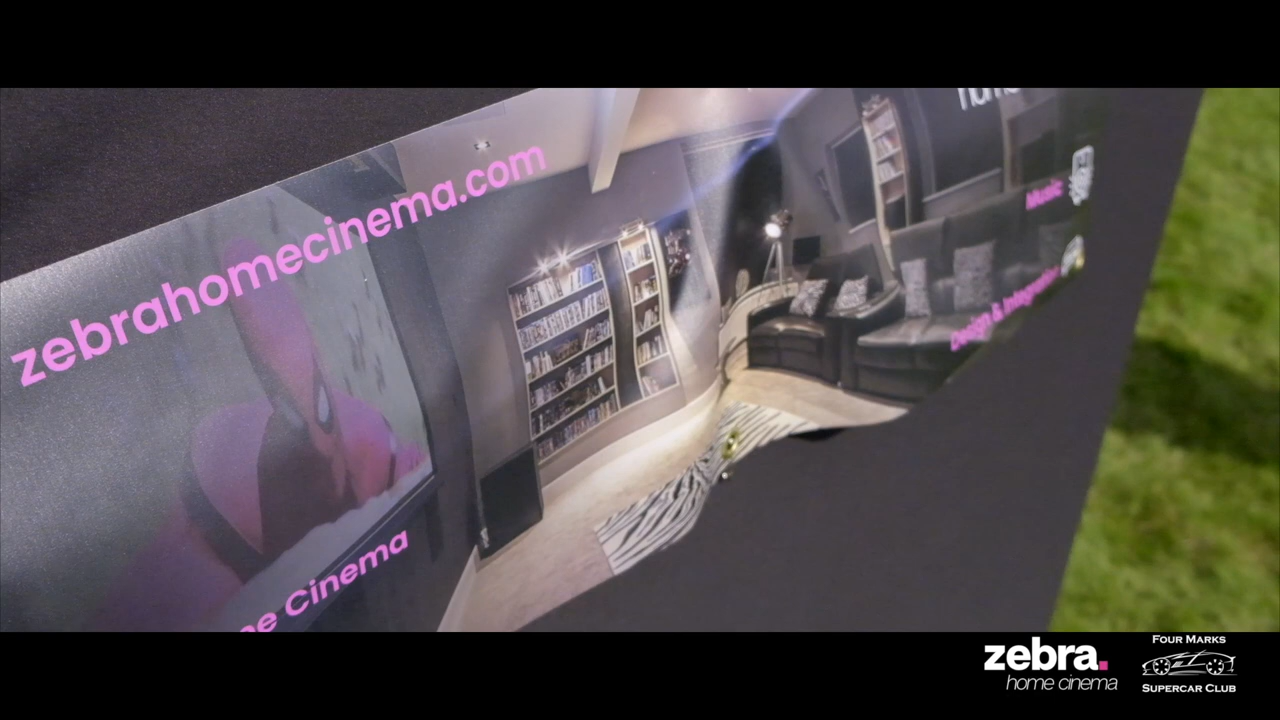 zebrahomecinema.com
Music
Design & Integration
Cinema
zebra.
home cinema
FOUR MARKS
SUPERCAR CLUB